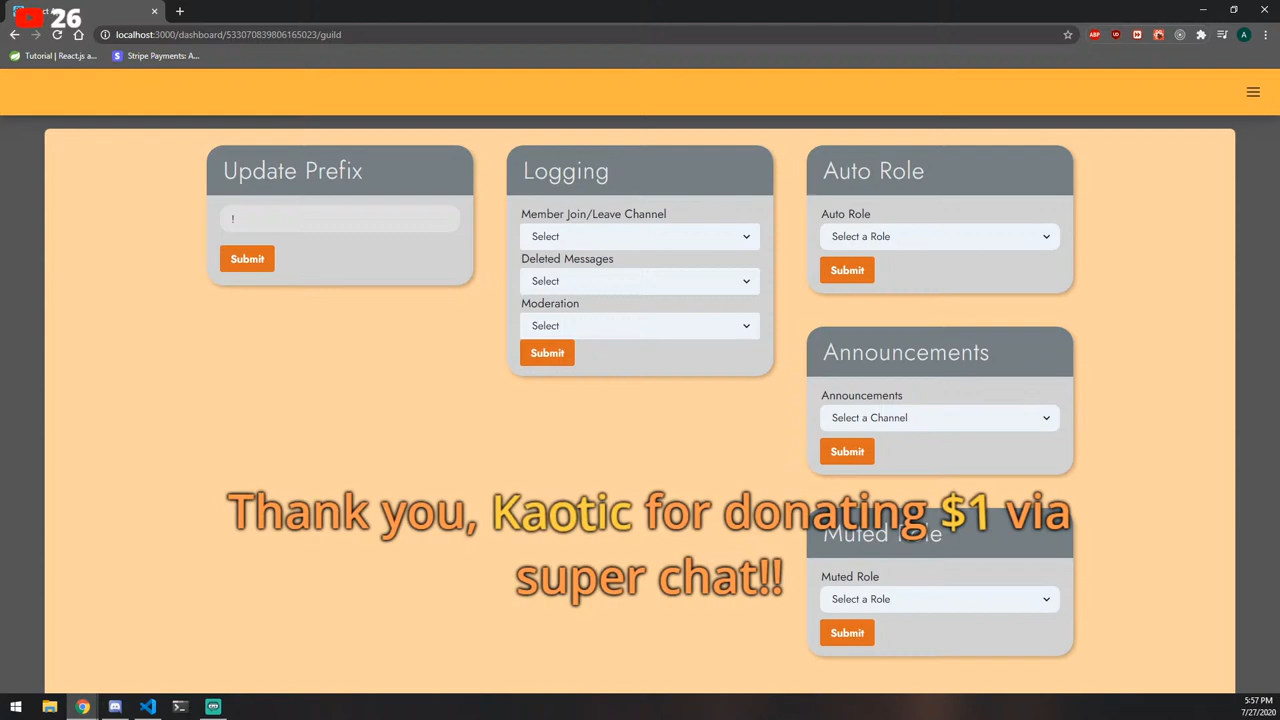 26
localhost:3000/dashboard/533070839806165023/guild
Tutorial | React.js a...
Stripe Payments: A...
Update Prefix
!
Submit
Logging
Member Join/Leave Channel
Select
Deleted Messages
Select
Moderation
Select
Submit
Auto Role
Auto Role
Select a Role
Submit
Announcements
Announcements
Select a Channel
Submit
Thank you, Kaotic for donating $1 via
super chat!!
Muted Role
Muted Role
Select a Role
Submit
5:57 PM
7/27/2020